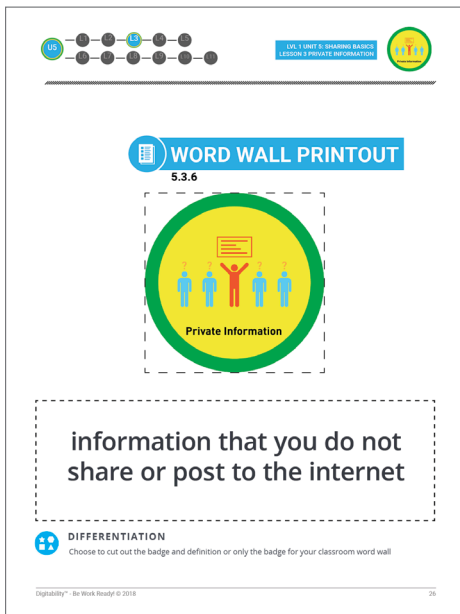 U5
L1 L2 L3 L4 L5
L6 L7 L8 L9
LVL 1 UNIT 5: SHARING BASICS
LESSON 3 PRIVATE INFORMATION
Private Information
WORD WALL PRINTOUT
5.3.6
? ? ? ?
Private Information
information that you do not
share or post to the internet
DIFFERENTIATION
Choose to cut out the badge and definition or only the badge for your classroom word wall
Digitability™ - Be Work Ready! © 2018
26